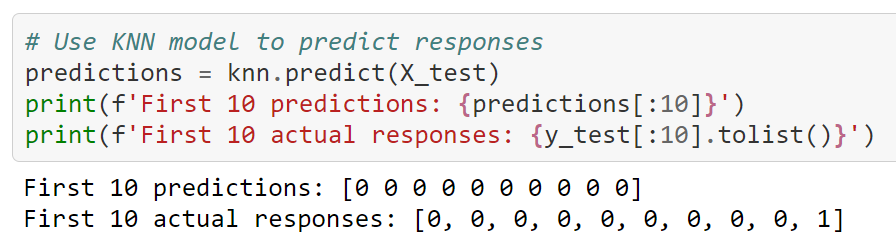 # Use KNN model to predict responses
predictions = knn.predict(X_test)
print(f'First 10 predictions: {predictions[:10]}')
print(f'First 10 actual responses: {y_test[:10].tolist()}')
First 10 predictions: [0 0 0 0 0 0 0 0 0 0]
First 10 actual responses: [0, 0, 0, 0, 0, 0, 0, 0, 0, 1]